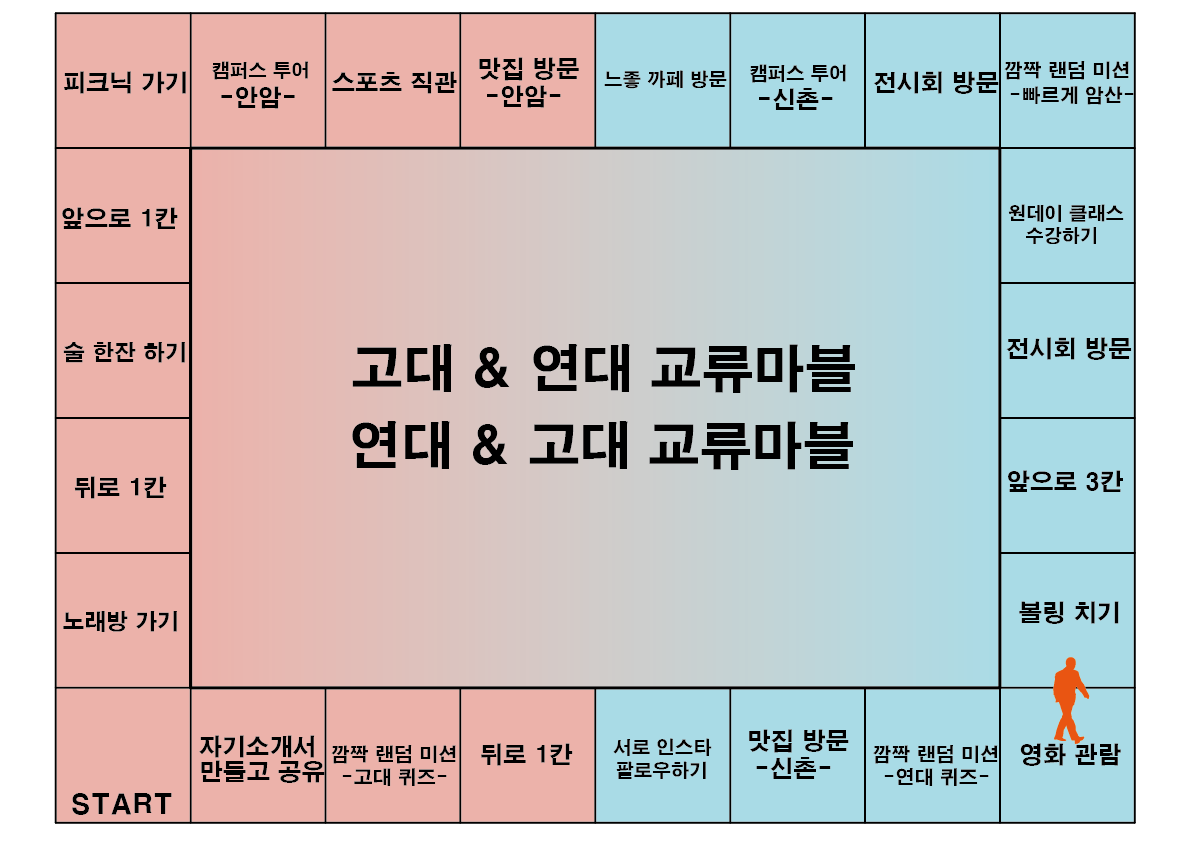 피크닉 가기
캠퍼스 투어
-안암-
스포츠 직관
맛집 방문
-안암-
느좋 까페 방문
캠퍼스 투어
-신촌-
전시회 방문
깜짝 랜덤 미션
-빠르게 암산-
앞으로 1칸
원데이 클래스
수강하기
술 한잔 하기
전시회 방문
고대 & 연대 교류마블
연대 & 고대 교류마블
뒤로 1칸
앞으로 3칸
노래방 가기
볼링 치기
START
자기소개서
만들고 공유
깜짝 랜덤 미션
-고대 퀴즈-
뒤로 1칸
서로 인스타
팔로우하기
맛집 방문
-신촌-
깜짝 랜덤 미션
-연대 퀴즈-
영화 관람